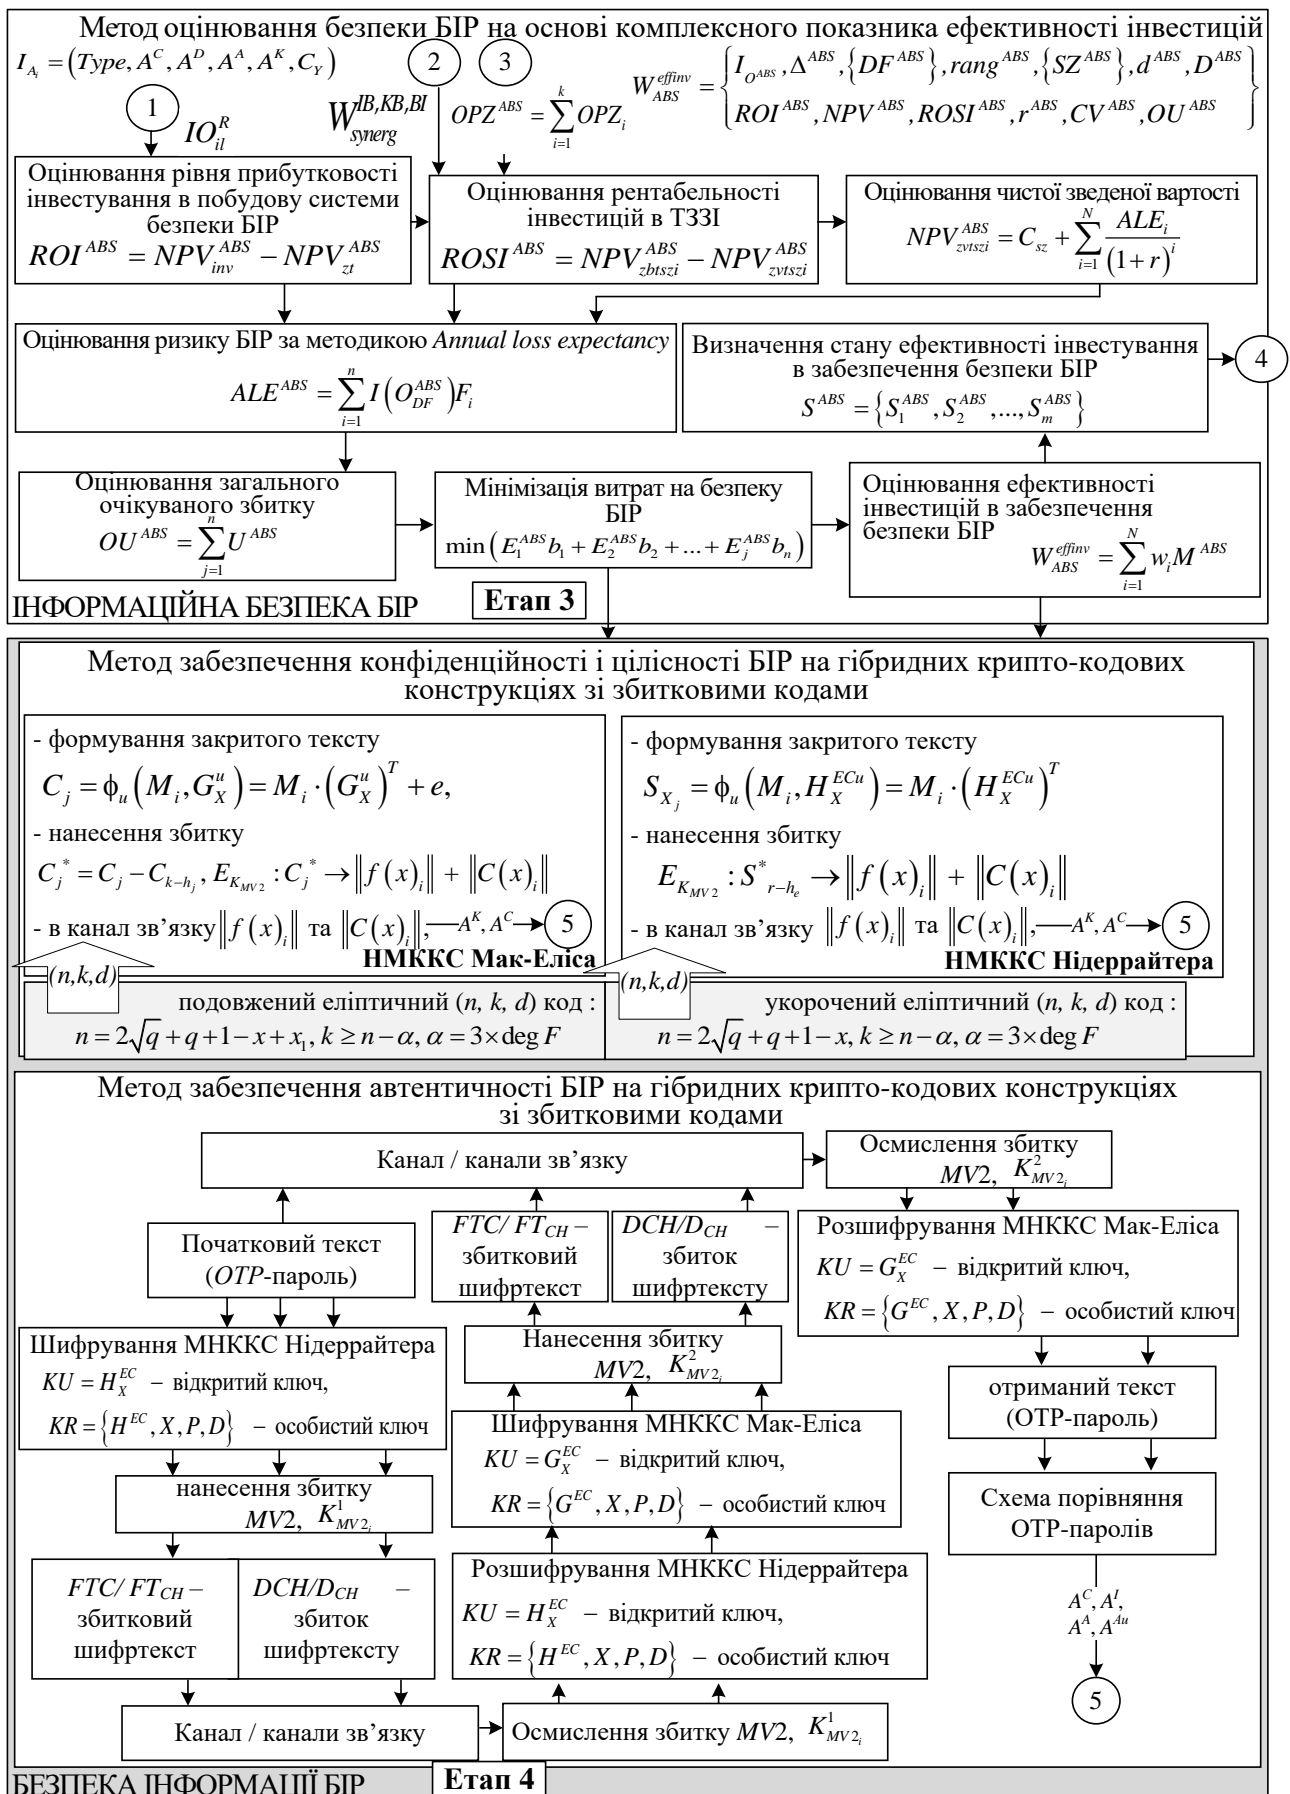 Метод оцінювання безпеки БІР на основі комплексного показника ефективності інвестицій
I_{A_i} = (Type, A^C, A^D, A^A, A^K, C_Y)
1
2
3
IO_{il}^R
W_{synerg}^{IB,KB,BI}
OPZ^{ABS} = \sum_{i=1}^{k} OPZ_i
W_{ABS}^{effinv} = {I_{O^{ABS}}, Δ^{ABS}, {DF^{ABS}}, rang^{ABS}, {SZ^{ABS}}, d^{ABS}, D^{ABS}
ROI^{ABS}, NPV^{ABS}, ROSI^{ABS}, r^{ABS}, CV^{ABS}, OU^{ABS}}
Оцінювання рівня прибутковості
інвестування в побудову системи
безпеки БІР
ROI^{ABS} = NPV_{inv}^{ABS} − NPV_{zt}^{ABS}
Оцінювання рентабельності
інвестицій в ТЗЗІ
ROSI^{ABS} = NPV_{zbtszi}^{ABS} − NPV_{zvtszi}^{ABS}
Оцінювання чистої зведеної вартості
NPV_{zvtszi}^{ABS} = C_{sz} + \sum_{i=1}^{N} \frac{ALE_i}{(1+r)^i}
Оцінювання ризику БІР за методикою Annual loss expectancy
ALE^{ABS} = \sum_{i=1}^{n} I(O_{DF}^{ABS})F_i
Визначення стану ефективності інвестування
в забезпечення безпеки БІР
S^{ABS} = {S_1^{ABS}, S_2^{ABS}, ..., S_m^{ABS}}
4
Оцінювання загального
очікуваного збитку
OU^{ABS} = \sum_{j=1}^{n} U^{ABS}
Мінімізація витрат на безпеку
БІР
min(E_1^{ABS}b_1 + E_2^{ABS}b_2 + ... + E_j^{ABS}b_n)
Оцінювання ефективності
інвестицій в забезпечення
безпеки БІР
W_{ABS}^{effinv} = \sum_{i=1}^{N} w_i M^{ABS}
ІНФОРМАЦІЙНА БЕЗПЕКА БІР
Етап 3
Метод забезпечення конфіденційності і цілісності БІР на гібридних крипто-кодових
конструкціях зі збитковими кодами
- формування закритого тексту
C_j = ϕ_u(M_i, G_X^u) = M_i · (G_X^u)^T + e,
- нанесення збитку
C_j^* = C_j − C_{k−h_j}, E_{K_{MV2}} : C_j^* → ‖f(x)_i‖ + ‖C(x)_i‖
- в канал зв’язку ‖f(x)_i‖ та ‖C(x)_i‖, A^K, A^C
5
НМККС Мак-Еліса
(n,k,d)
- формування закритого тексту
S_{X_j} = ϕ_u(M_i, H_X^{ECu}) = M_i · (H_X^{ECu})^T
- нанесення збитку
E_{K_{MV2}} : S^*_{r−h_e} → ‖f(x)_i‖ + ‖C(x)_i‖
- в канал зв’язку ‖f(x)_i‖ та ‖C(x)_i‖, A^K, A^C
5
НМККС Нідеррайтера
(n,k,d)
подовжений еліптичний (n, k, d) код :
n = 2√q + q + 1 − x + x_1, k ≥ n − α, α = 3×deg F
укорочений еліптичний (n, k, d) код :
n = 2√q + q + 1 − x, k ≥ n − α, α = 3×deg F
Метод забезпечення автентичності БІР на гібридних крипто-кодових конструкціях
зі збитковими кодами
Канал / канали зв’язку
Осмислення збитку
MV2, K_{MV2_i}^2
Початковий текст
(OTP-пароль)
FTC/ FT_{CH} –
збитковий
шифртекст
DCH/D_{CH} –
збиток
шифртексту
Розшифрування МНККС Мак-Еліса
KU = G_X^{EC} – відкритий ключ,
KR = {G^{EC}, X, P, D} – особистий ключ
Шифрування МНККС Нідеррайтера
KU = H_X^{EC} – відкритий ключ,
KR = {H^{EC}, X, P, D} – особистий ключ
Нанесення збитку
MV2, K_{MV2_i}^2
отриманий текст
(ОТР-пароль)
Шифрування МНККС Мак-Еліса
KU = G_X^{EC} – відкритий ключ,
KR = {G^{EC}, X, P, D} – особистий ключ
нанесення збитку
MV2, K_{MV2_i}^1
Схема порівняння
ОТР-паролів
FTC/ FT_{CH} –
збитковий
шифртекст
DCH/D_{CH} –
збиток
шифртексту
Розшифрування МНККС Нідеррайтера
KU = H_X^{EC} – відкритий ключ,
KR = {H^{EC}, X, P, D} – особистий ключ
A^C, A^I,
A^A, A^{Au}
5
Канал / канали зв’язку
Осмислення збитку MV2, K_{MV2_i}^1
БЕЗПЕКА ІНФОРМАЦІЇ БІР
Етап 4